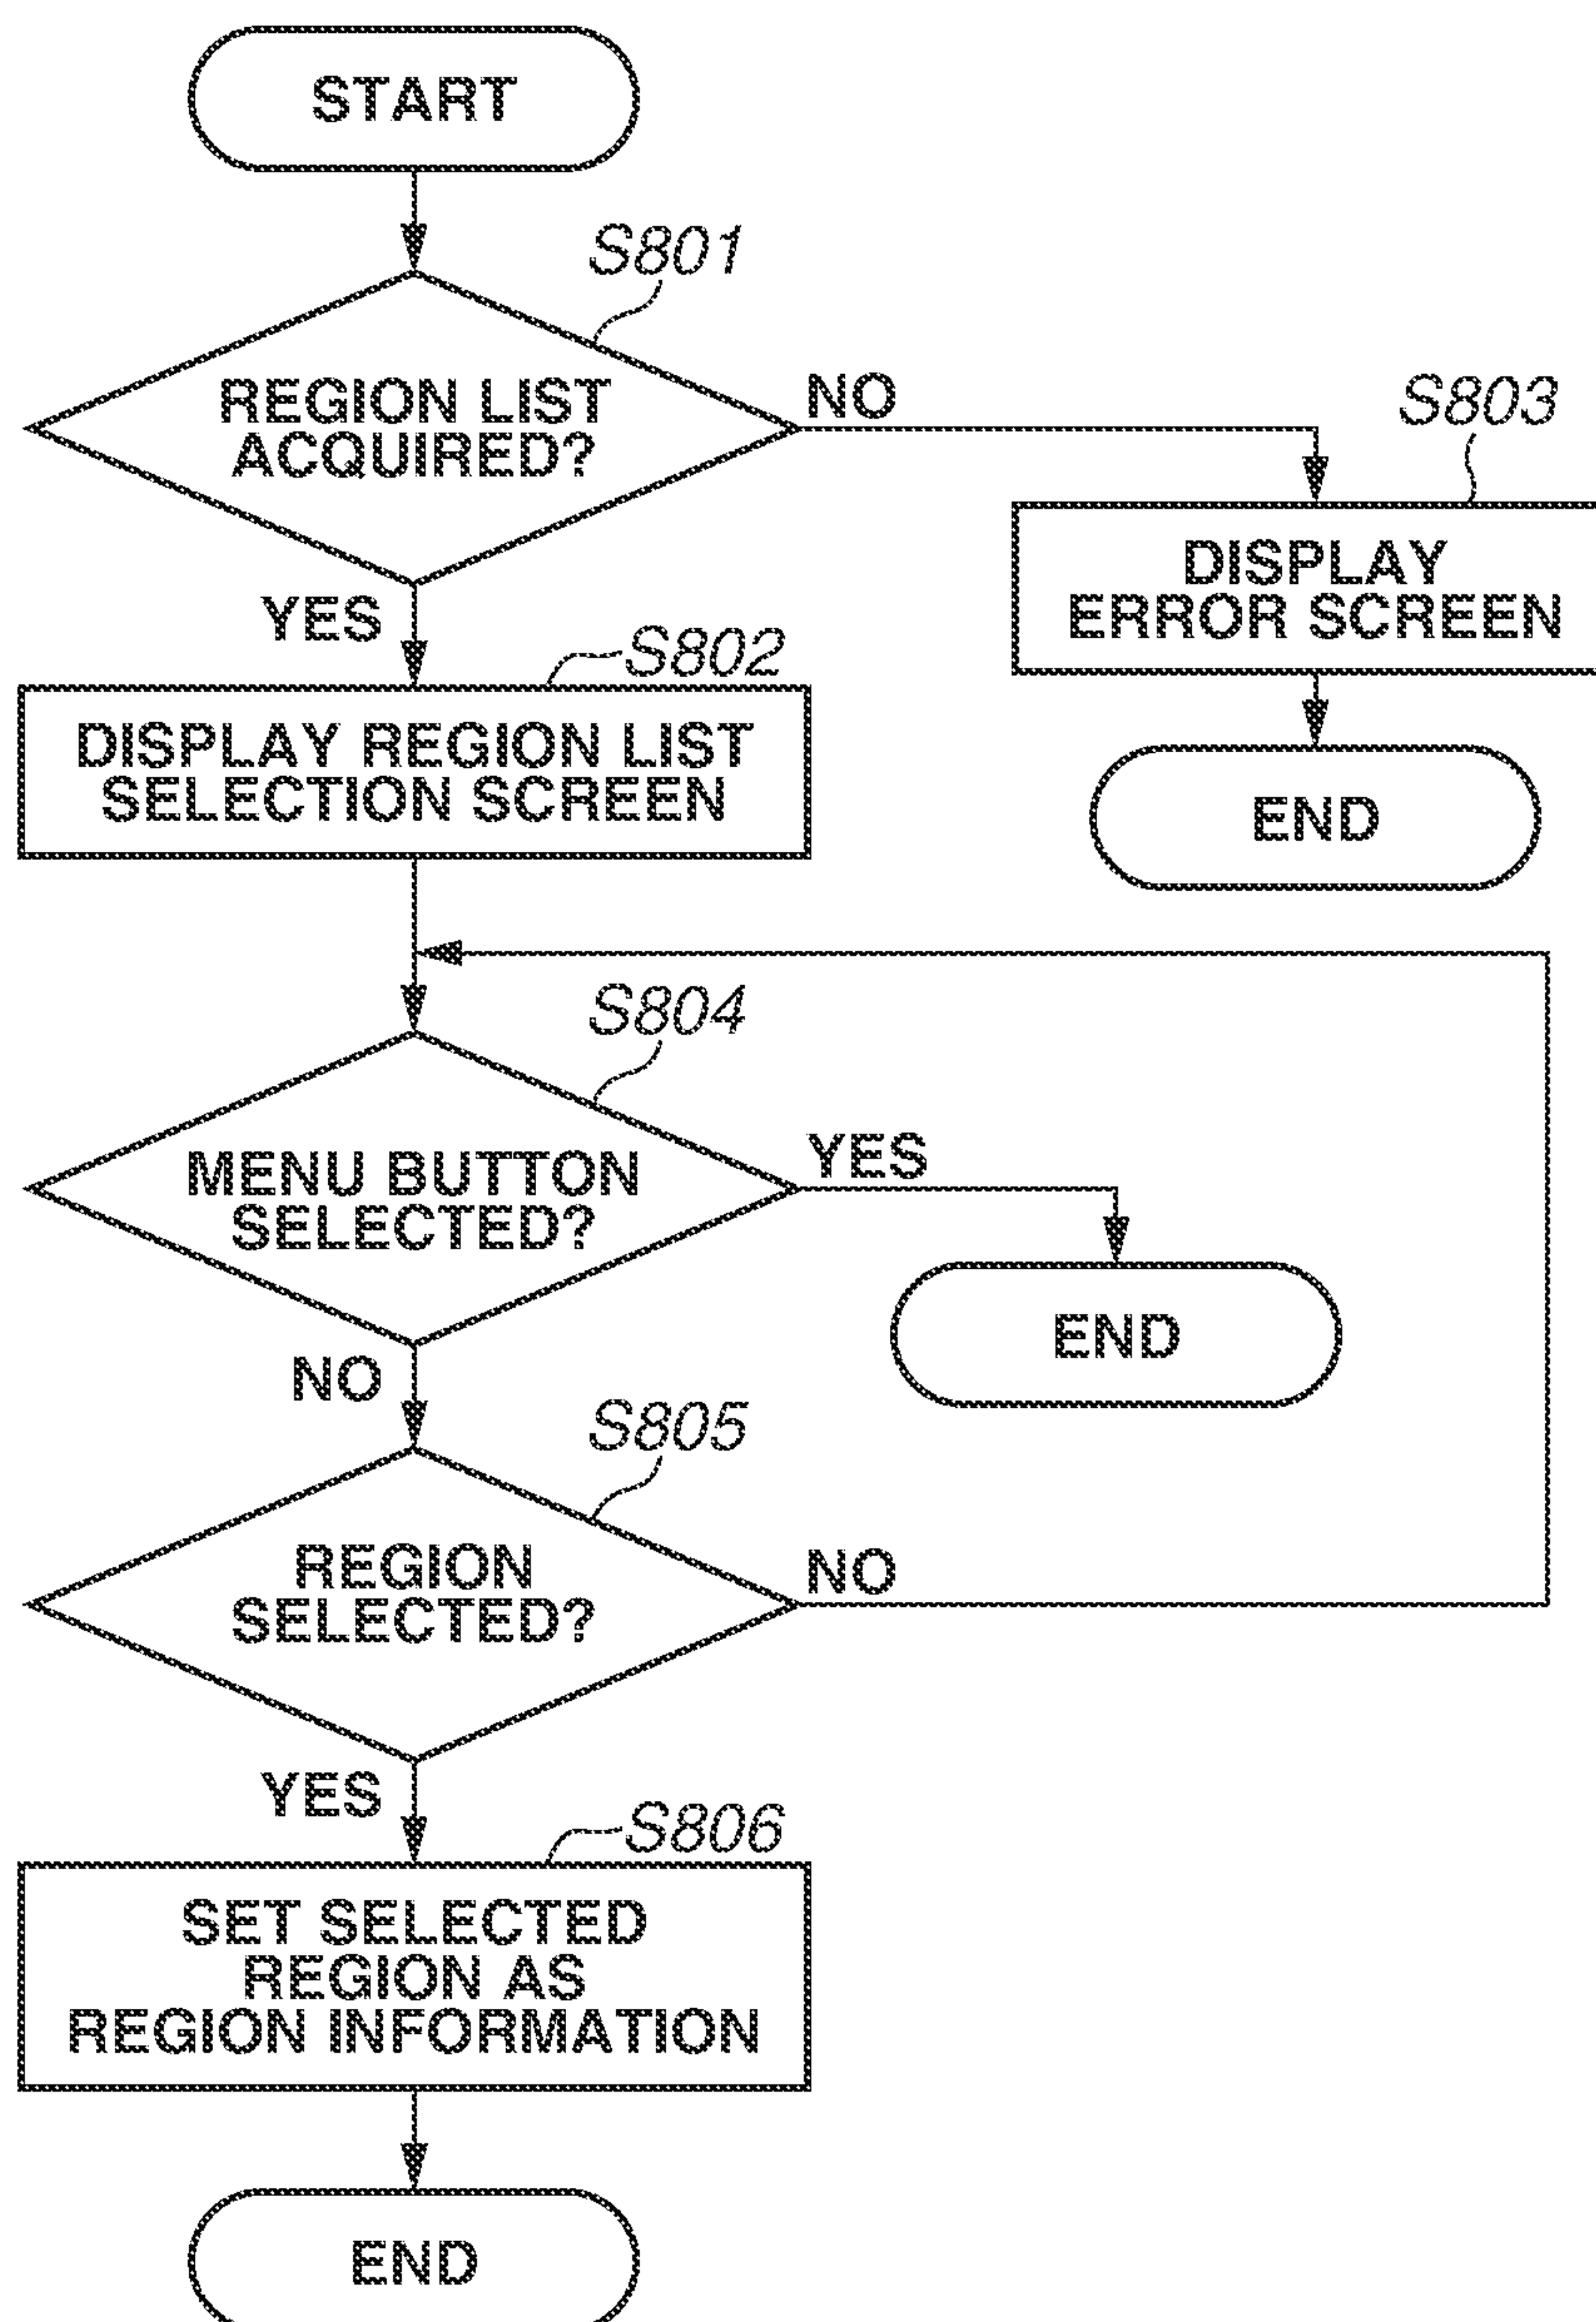 START
S801
REGION LIST
ACQUIRED?
NO
S803
DISPLAY
ERROR SCREEN
END
YES
S802
DISPLAY REGION LIST
SELECTION SCREEN
S804
MENU BUTTON
SELECTED?
YES
END
NO
S805
REGION
SELECTED?
NO
YES
S806
SET SELECTED
REGION AS
REGION INFORMATION
END